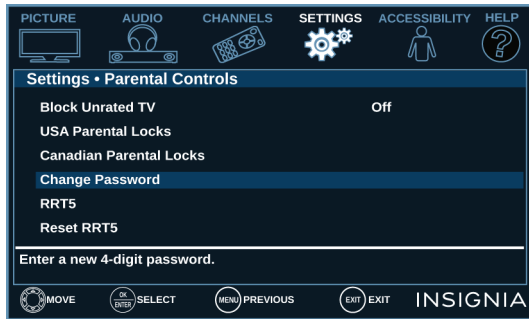 PICTURE AUDIO CHANNELS SETTINGS ACCESSIBILITY HELP
?
Settings • Parental Controls
Block Unrated TV Off
USA Parental Locks
Canadian Parental Locks
Change Password
RRT5
Reset RRT5
Enter a new 4-digit password.
MOVE OK ENTER SELECT MENU PREVIOUS EXIT EXIT INSIGNIA